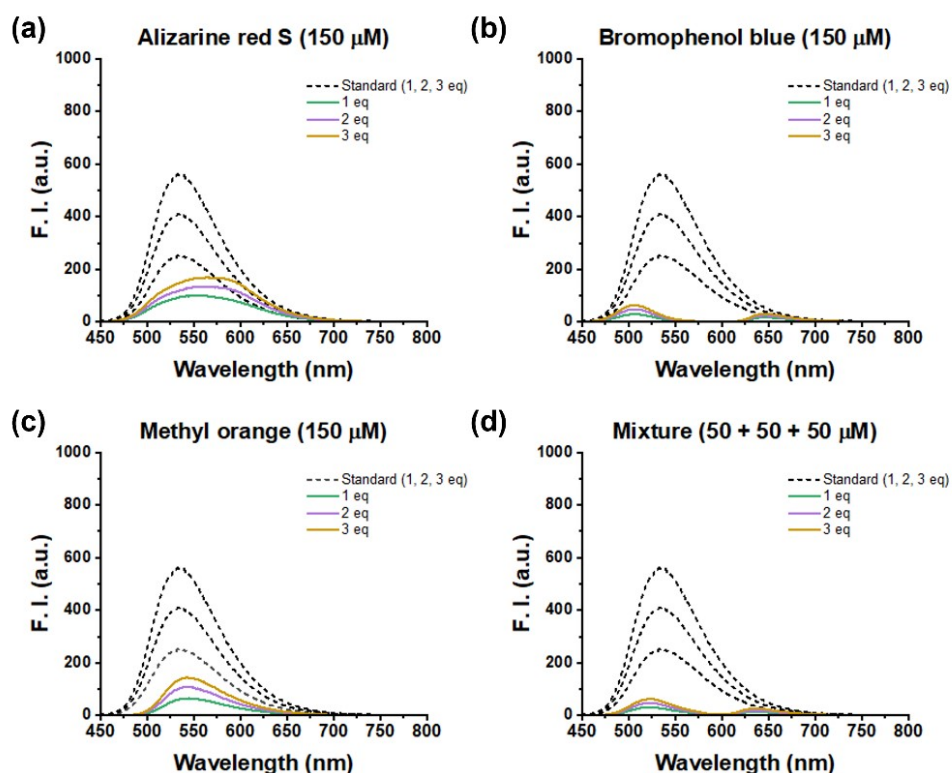 (a)
Alizarine red S (150 μM)
1000
800
600
400
200
0
F. I. (a.u.)
Standard (1, 2, 3 eq)
1 eq
2 eq
3 eq
450 500 550 600 650 700 750 800
Wavelength (nm)
(b)
Bromophenol blue (150 μM)
1000
800
600
400
200
0
F. I. (a.u.)
Standard (1, 2, 3 eq)
1 eq
2 eq
3 eq
450 500 550 600 650 700 750 800
Wavelength (nm)
(c)
Methyl orange (150 μM)
1000
800
600
400
200
0
F. I. (a.u.)
Standard (1, 2, 3 eq)
1 eq
2 eq
3 eq
450 500 550 600 650 700 750 800
Wavelength (nm)
(d)
Mixture (50 + 50 + 50 μM)
1000
800
600
400
200
0
F. I. (a.u.)
Standard (1, 2, 3 eq)
1 eq
2 eq
3 eq
450 500 550 600 650 700 750 800
Wavelength (nm)